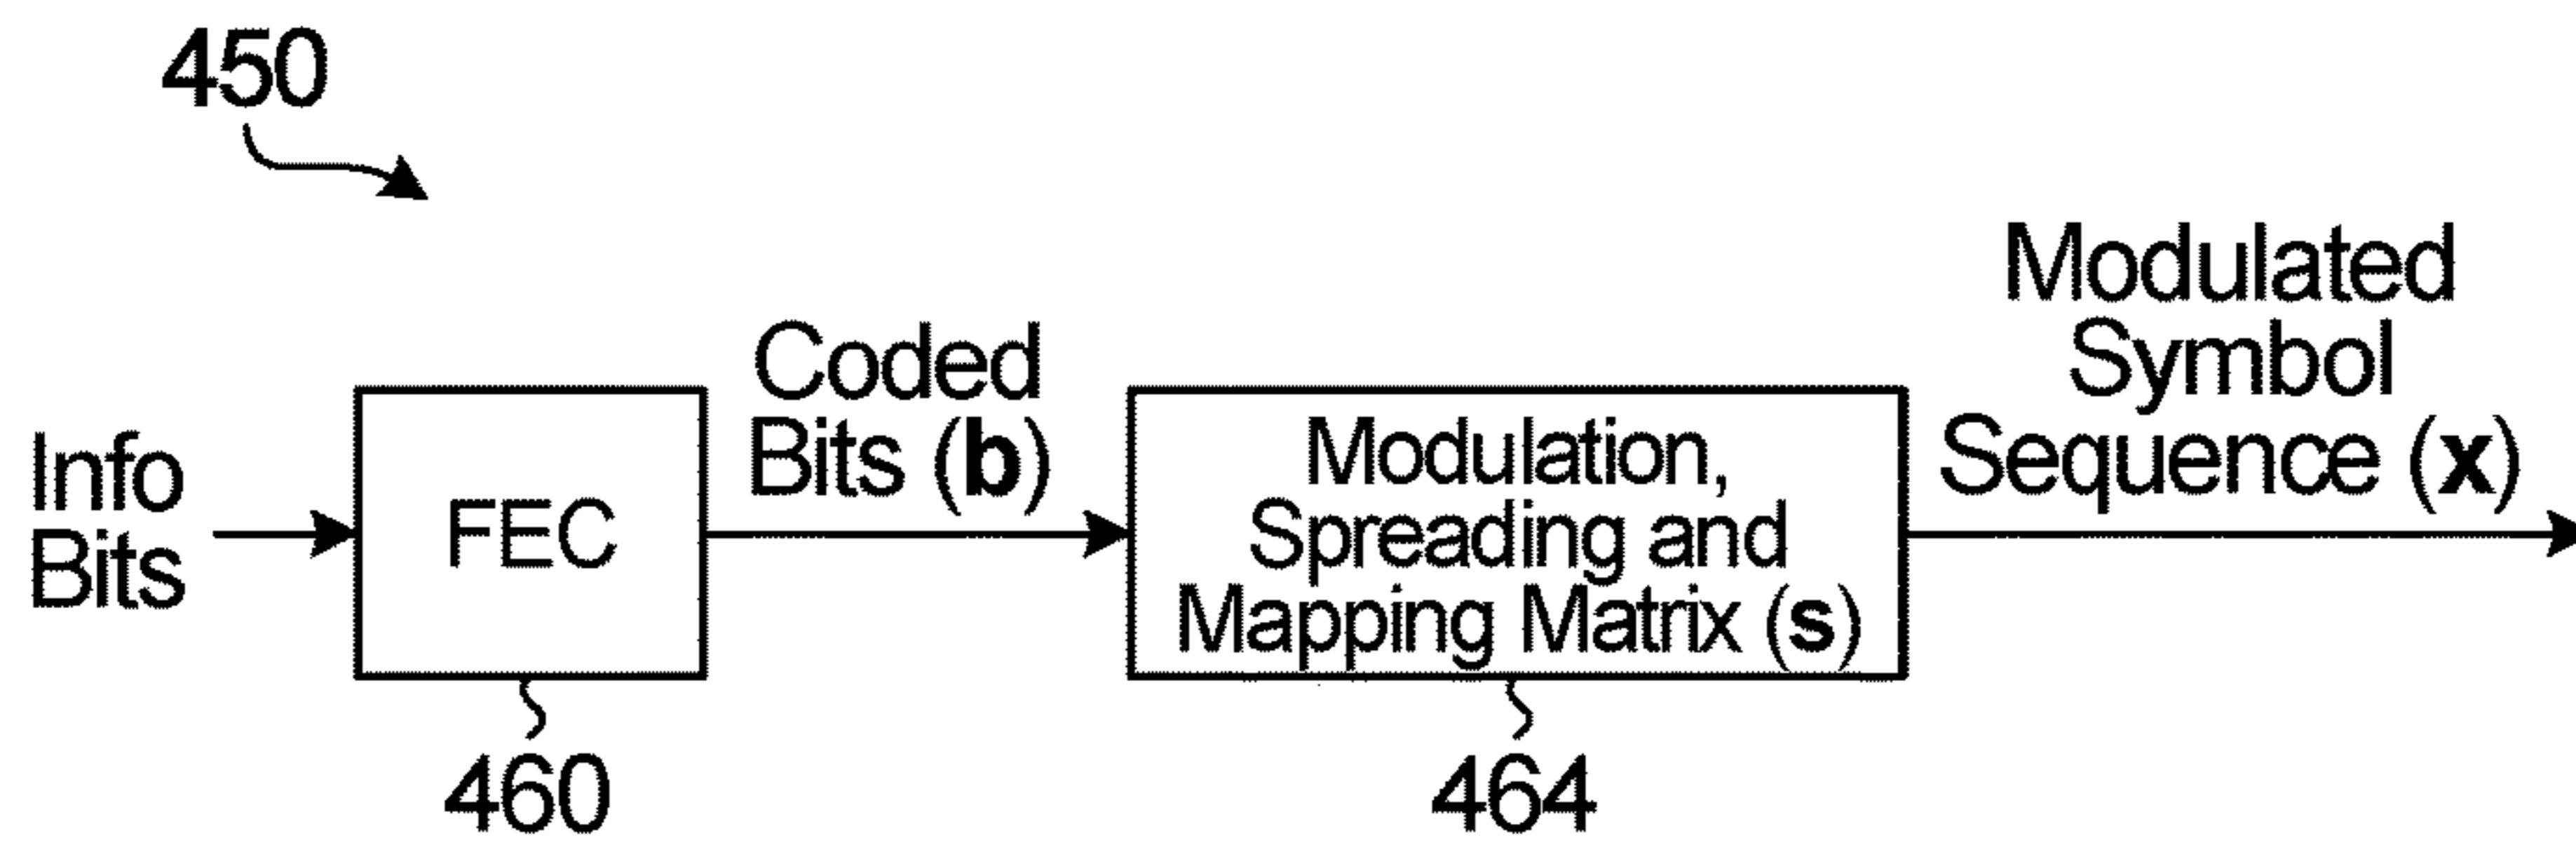 450
Info
Bits
FEC
460
Coded
Bits (b)
Modulation,
Spreading and
Mapping Matrix (s)
464
Modulated
Symbol
Sequence (x)